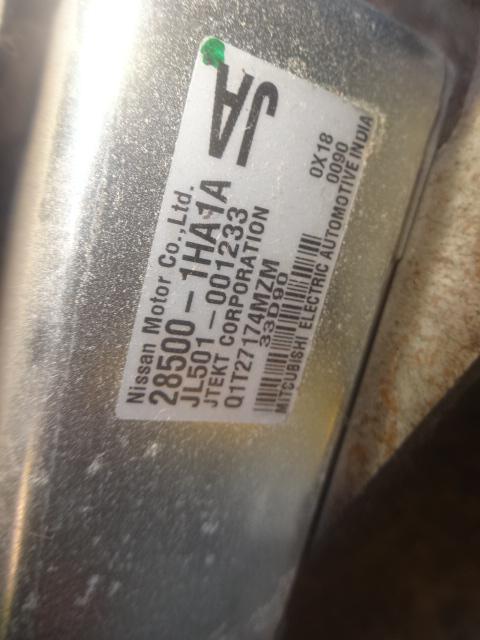 JA
Nissan Motor Co.,Ltd.
28500-1HA1A
JL501-001233
JTEKT CORPORATION
Q1T27174MZM
33D90
0X18
0090
MITSUBISHI ELECTRIC AUTOMOTIVE INDIA